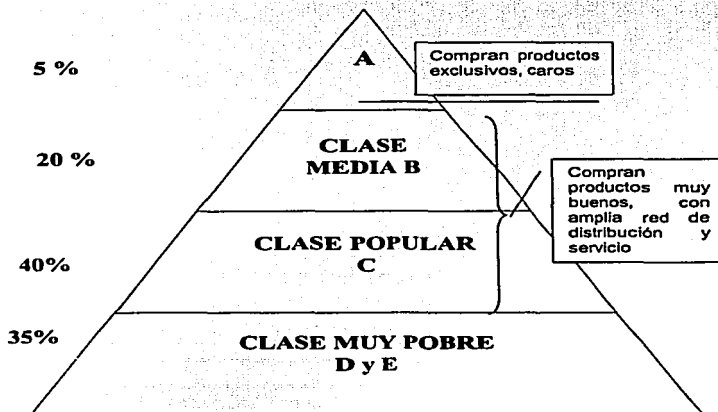 5 %
A
Compran productos
exclusivos, caros
20 %
CLASE
MEDIA B
Compran
productos muy
buenos, con
amplia red de
distribución y
servicio
40%
CLASE POPULAR
C
35%
CLASE MUY POBRE
D y E